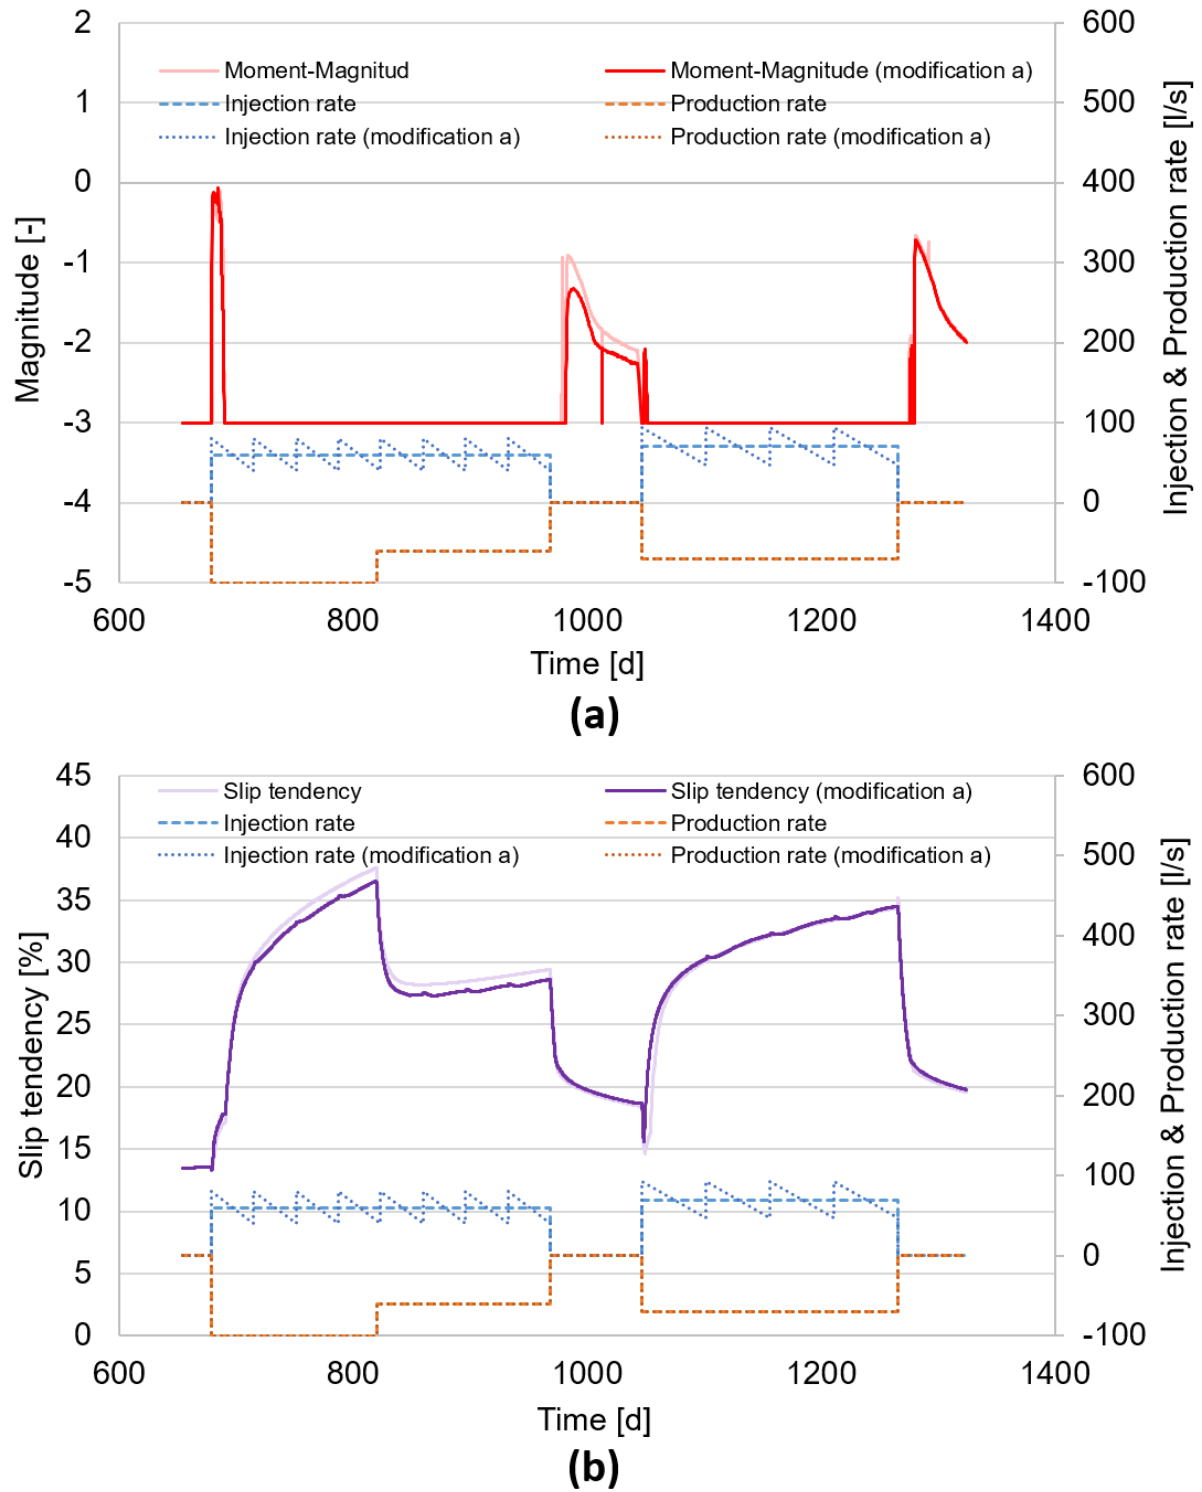 2
1
0
-1
-2
-3
-4
-5
Magnitude [-]
Moment-Magnitud
Moment-Magnitude (modification a)
Injection rate
Production rate
Injection rate (modification a)
Production rate (modification a)
600
500
400
300
200
100
0
-100
Injection & Production rate [l/s]
600 800 1000 1200 1400
Time [d]
(a)
45
40
35
30
25
20
15
10
5
0
Slip tendency [%]
Slip tendency
Slip tendency (modification a)
Injection rate
Production rate
Injection rate (modification a)
Production rate (modification a)
600
500
400
300
200
100
0
-100
Injection & Production rate [l/s]
600 800 1000 1200 1400
Time [d]
(b)